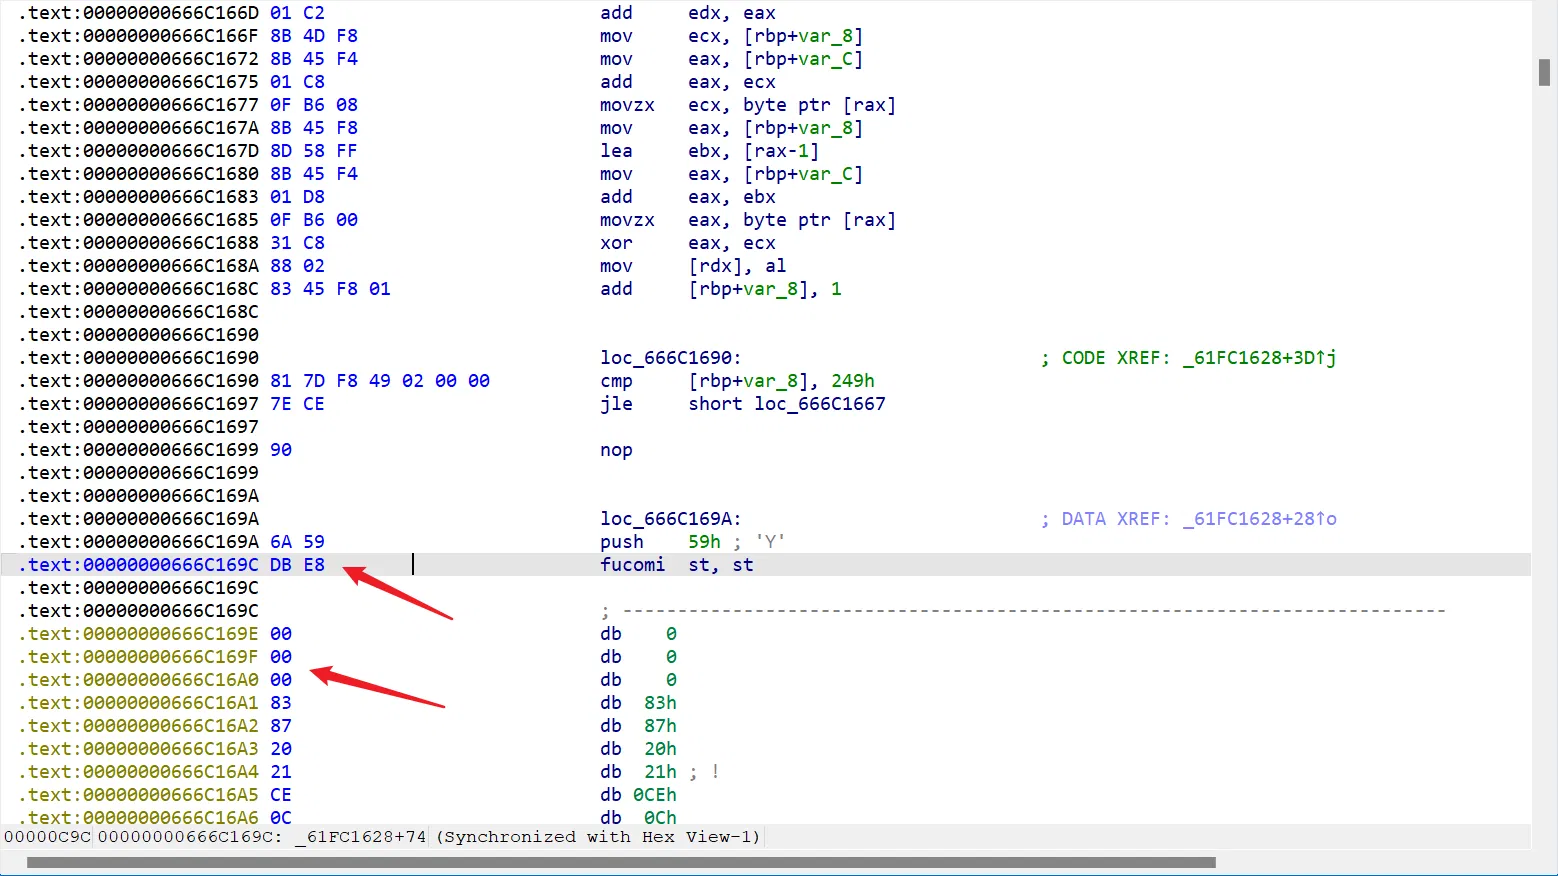 .text:00000000666C166D 01 C2 add edx, eax
.text:00000000666C166F 8B 4D F8 mov ecx, [rbp+var_8]
.text:00000000666C1672 8B 45 F4 mov eax, [rbp+var_C]
.text:00000000666C1675 01 C8 add eax, ecx
.text:00000000666C1677 0F B6 08 movzx ecx, byte ptr [rax]
.text:00000000666C167A 8B 45 F8 mov eax, [rbp+var_8]
.text:00000000666C167D 8D 58 FF lea ebx, [rax-1]
.text:00000000666C1680 8B 45 F4 mov eax, [rbp+var_C]
.text:00000000666C1683 01 D8 add eax, ebx
.text:00000000666C1685 0F B6 00 movzx eax, byte ptr [rax]
.text:00000000666C1688 31 C8 xor eax, ecx
.text:00000000666C168A 88 02 mov [rdx], al
.text:00000000666C168C 83 45 F8 01 add [rbp+var_8], 1
.text:00000000666C168C
.text:00000000666C1690
.text:00000000666C1690 loc_666C1690: ; CODE XREF: _61FC1628+3D↑j
.text:00000000666C1690 81 7D F8 49 02 00 00 cmp [rbp+var_8], 249h
.text:00000000666C1697 7E CE jle short loc_666C1667
.text:00000000666C1697
.text:00000000666C1699 90 nop
.text:00000000666C1699
.text:00000000666C169A
.text:00000000666C169A loc_666C169A: ; DATA XREF: _61FC1628+28↑o
.text:00000000666C169A 6A 59 push 59h ; 'Y'
.text:00000000666C169C DB E8 fucomi st, st
.text:00000000666C169C
.text:00000000666C169C ; ---------------------------------------------------------------------------
.text:00000000666C169E 00 db 0
.text:00000000666C169F 00 db 0
.text:00000000666C16A0 00 db 0
.text:00000000666C16A1 83 db 83h
.text:00000000666C16A2 87 db 87h
.text:00000000666C16A3 20 db 20h
.text:00000000666C16A4 21 db 21h ; !
.text:00000000666C16A5 CE db 0CEh
.text:00000000666C16A6 0C db 0Ch
00000C9C 00000000666C169C: _61FC1628+74 (Synchronized with Hex View-1)